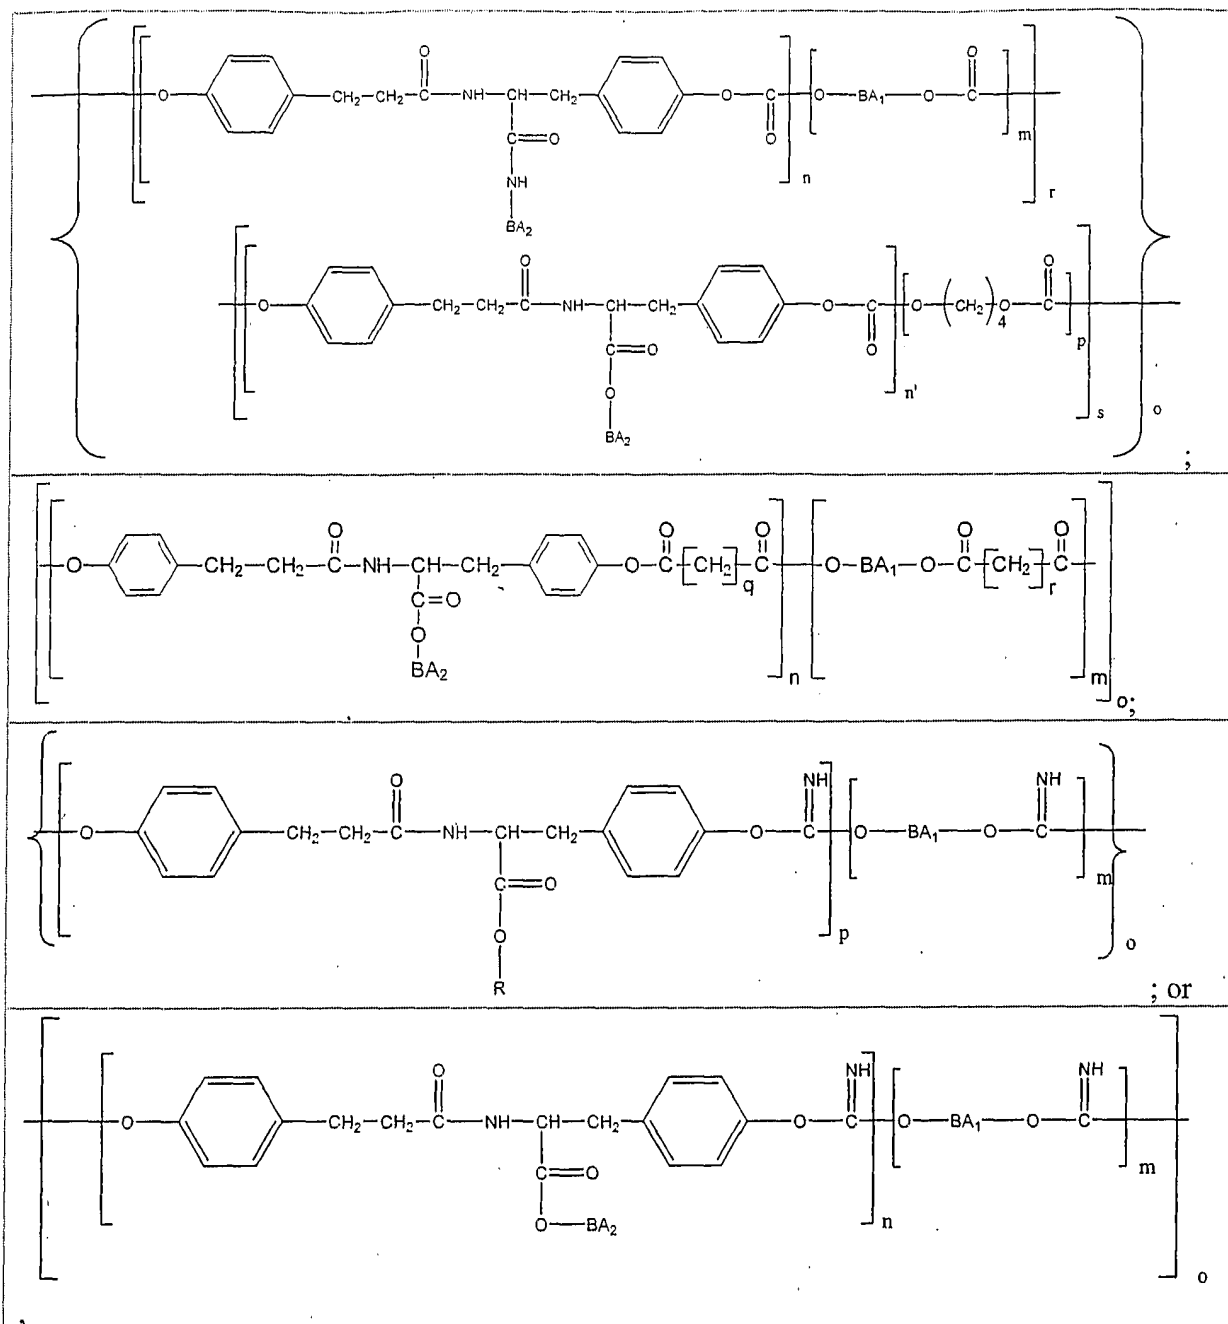 O
O
O CH2-CH2 C NH CH CH2 O C O BA1 O C
C=O O m
NH n r
BA2
O O
O CH2-CH2 C NH CH CH2 O C O (CH2)4 O C
C=O O p
O n' s o
BA2
;
O O O O O
O CH2-CH2 C NH-CH-CH2 O C [CH2]q C O-BA1-O-C [CH2]r C
C=O
O
BA2 n m o;
O NH NH
O CH2-CH2 C NH CH-CH2 O C O BA1 O C
C=O m
O p o
R
; or
O NH NH
O CH2-CH2 C NH CH-CH2 O C O BA1 O C
C=O m
O-BA2 n
o
,